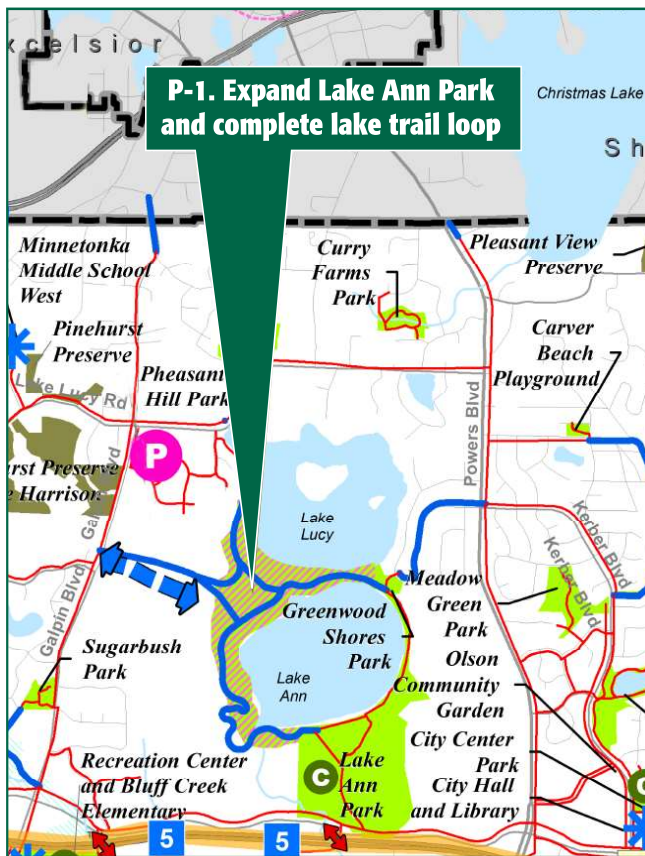 xcelsior
P-1. Expand Lake Ann Park
and complete lake trail loop
Christmas Lake
Sh
Minnetonka
Middle School
West
Curry
Farms
Park
Pleasant View
Preserve
Pinehurst
Preserve
Carver
Beach
Playground
Lake Lucy Rd
Pheasant
Hill Park
Powers Blvd
P
urst Preserve
e Harrison
Galpin Blvd
Lake
Lucy
Kerber Blvd
Kerber Blvd
Meadow
Green
Park
Greenwood
Shores
Park
Galpin Blvd
Sugarbush
Park
Lake
Ann
Olson
Community
Garden
City Center
Park
Recreation Center
and Bluff Creek
Elementary
C
Lake
Ann
Park
City Hall
and Library
5
5